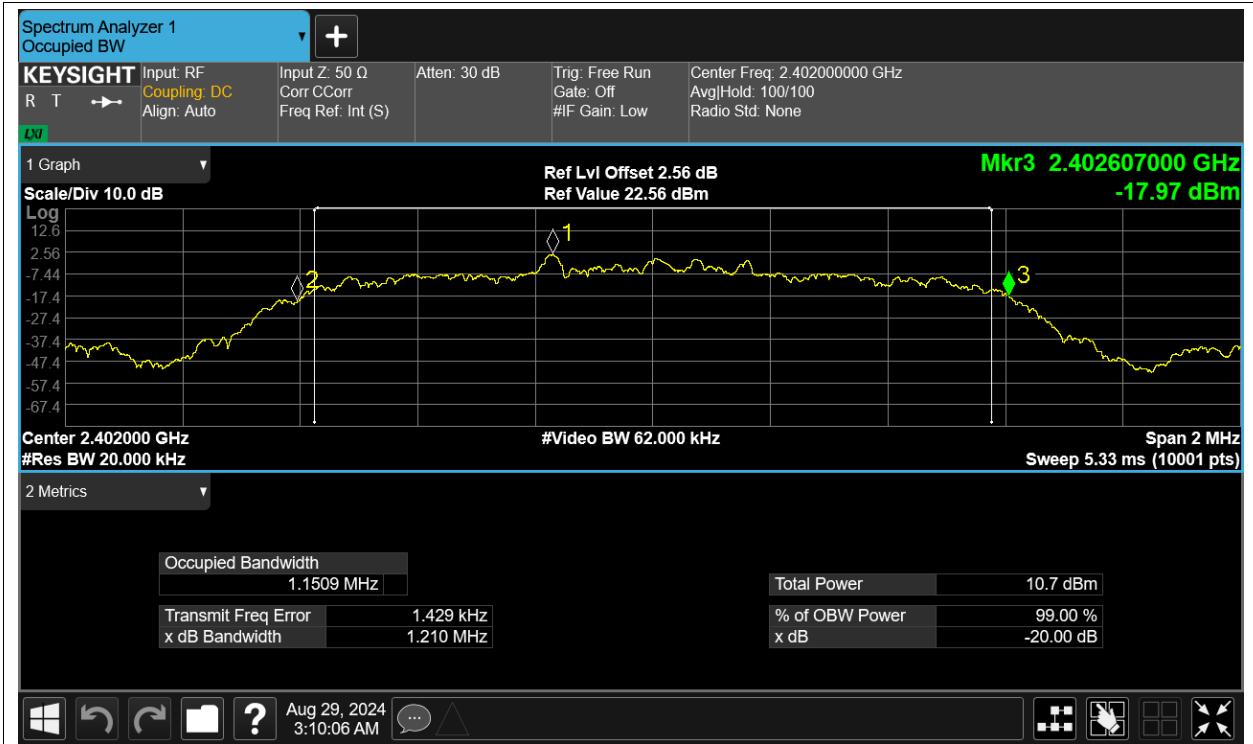 Spectrum Analyzer 1
Occupied BW
KEYSIGHT
R T
LXI
Input: RF
Coupling: DC
Align: Auto
Input Z: 50 Ω
Corr CCorr
Freq Ref: Int (S)
Atten: 30 dB
Trig: Free Run
Gate: Off
#IF Gain: Low
Center Freq: 2.402000000 GHz
Avg|Hold: 100/100
Radio Std: None
1 Graph
Scale/Div 10.0 dB
Ref Lvl Offset 2.56 dB
Ref Value 22.56 dBm
Mkr3 2.402607000 GHz
-17.97 dBm
Log
12.6
2.56
-7.44
-17.4
-27.4
-37.4
-47.4
-57.4
-67.4
1
2
3
Center 2.402000 GHz
#Video BW 62.000 kHz
Span 2 MHz
#Res BW 20.000 kHz
Sweep 5.33 ms (10001 pts)
2 Metrics
Occupied Bandwidth
1.1509 MHz
Transmit Freq Error 1.429 kHz
x dB Bandwidth 1.210 MHz
Total Power 10.7 dBm
% of OBW Power 99.00 %
x dB -20.00 dB
?
Aug 29, 2024
3:10:06 AM